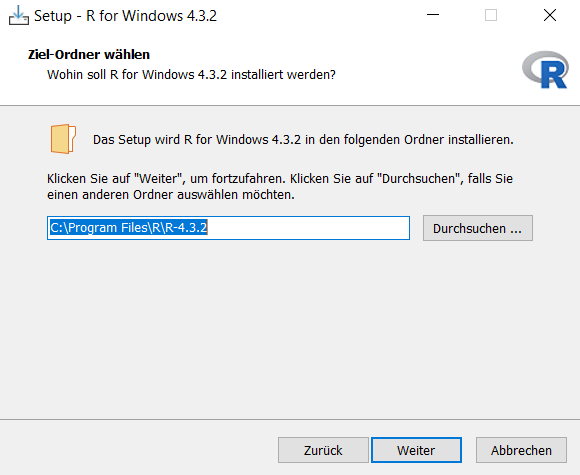 Setup - R for Windows 4.3.2
Ziel-Ordner wählen
Wohin soll R for Windows 4.3.2 installiert werden?
R
Das Setup wird R for Windows 4.3.2 in den folgenden Ordner installieren.
Klicken Sie auf "Weiter", um fortzufahren. Klicken Sie auf "Durchsuchen", falls Sie
einen anderen Ordner auswählen möchten.
C:\Program Files\R\R-4.3.2
Durchsuchen ...
Zurück
Weiter
Abbrechen